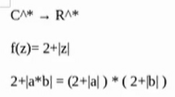 C^* → R^*
f(z)= 2+|z|
2+|a*b| = (2+|a| ) * ( 2+|b| )